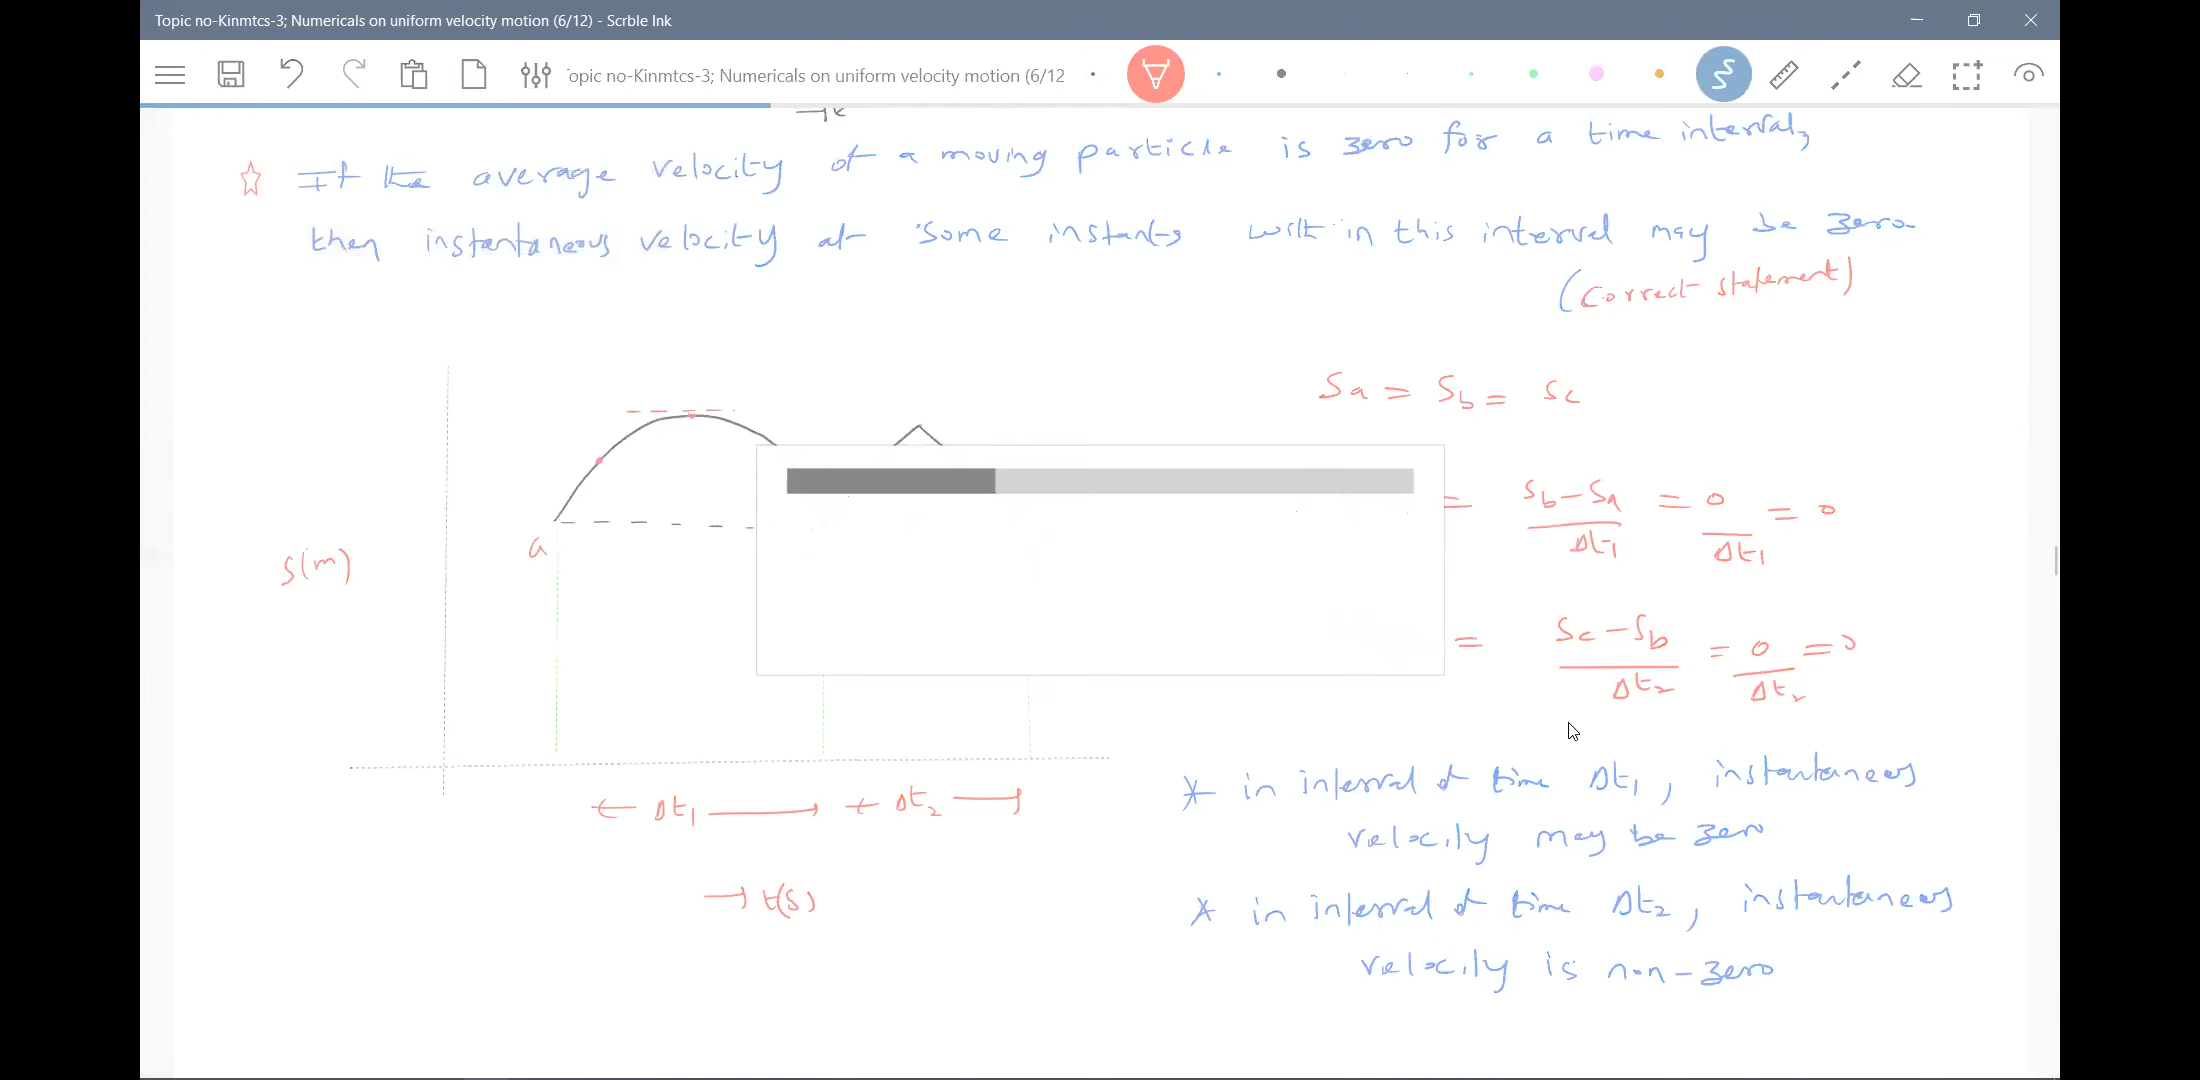 Topic no-Kinmtcs-3; Numericals on uniform velocity motion (6/12) - Scrble Ink
opic no-Kinmtcs-3; Numericals on uniform velocity motion (6/12
If the average velocity of a moving particle is zero for a time interval,
then instantaneous velocity at some instants within this interval may be zero
(Correct statement)
Sa = Sb = Sc
= Sb-Sa/Δt1 = 0/Δt1 = 0
a
S(m)
= Sc-Sb/Δt2 = 0/Δt2 = 0
* in interval of time Δt1, instantaneous
Δt1 Δt2
velocity may be zero
→ t(s)
* in interval of time Δt2, instantaneous
velocity is non-zero